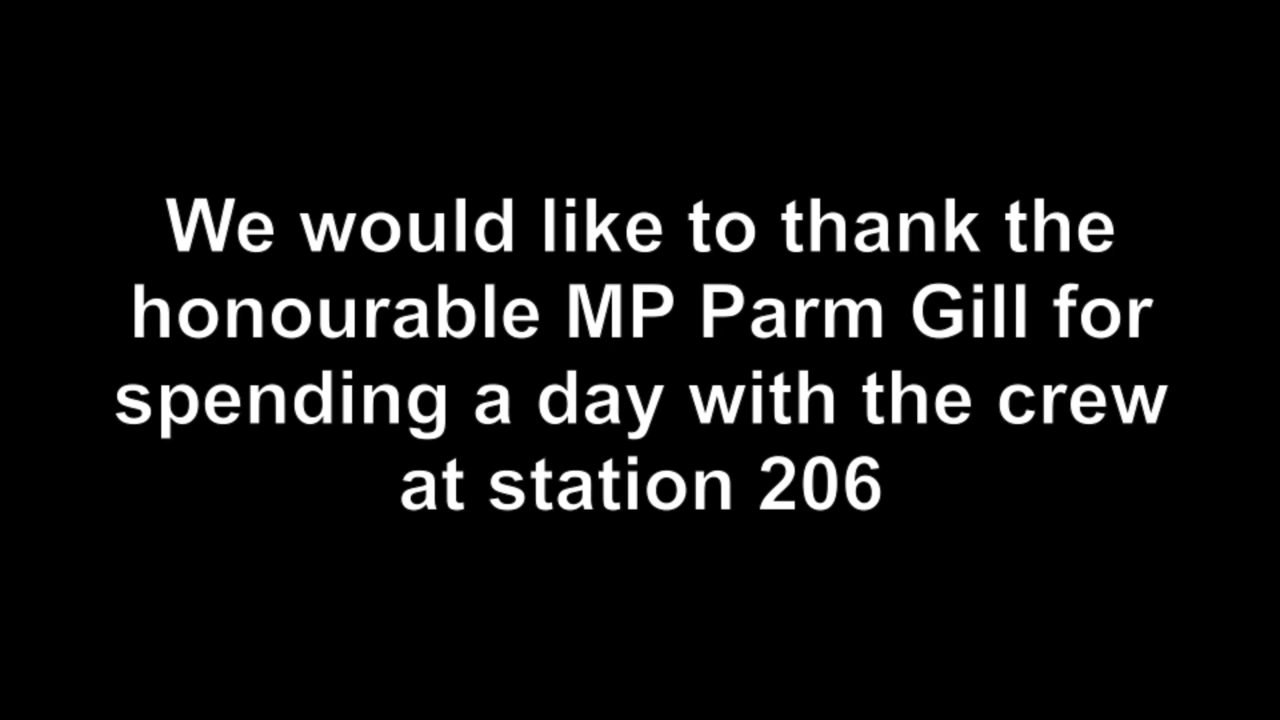 We would like to thank the
honourable MP Parm Gill for
spending a day with the crew
at station 206